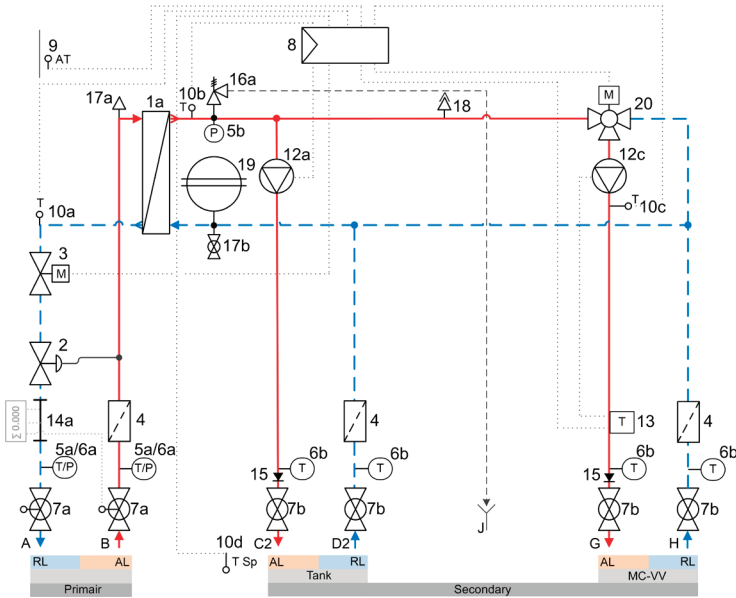 8
9
AT
17a
1a
10b
T
16a
P
5b
18
M
20
12a
19
12c
T
10c
T
10a
17b
3
M
2
Σ 0.000
14a
4
4
T
13
4
5a/6a
T/P
5a/6a
T/P
6b
T
15
6b
T
6b
T
15
6b
T
7a
7a
7b
7b
7b
7b
J
A
B
10d
T Sp
C2
D2
G
H
RL
AL
AL
RL
AL
RL
Primair
Tank
MC-VV
Secondary